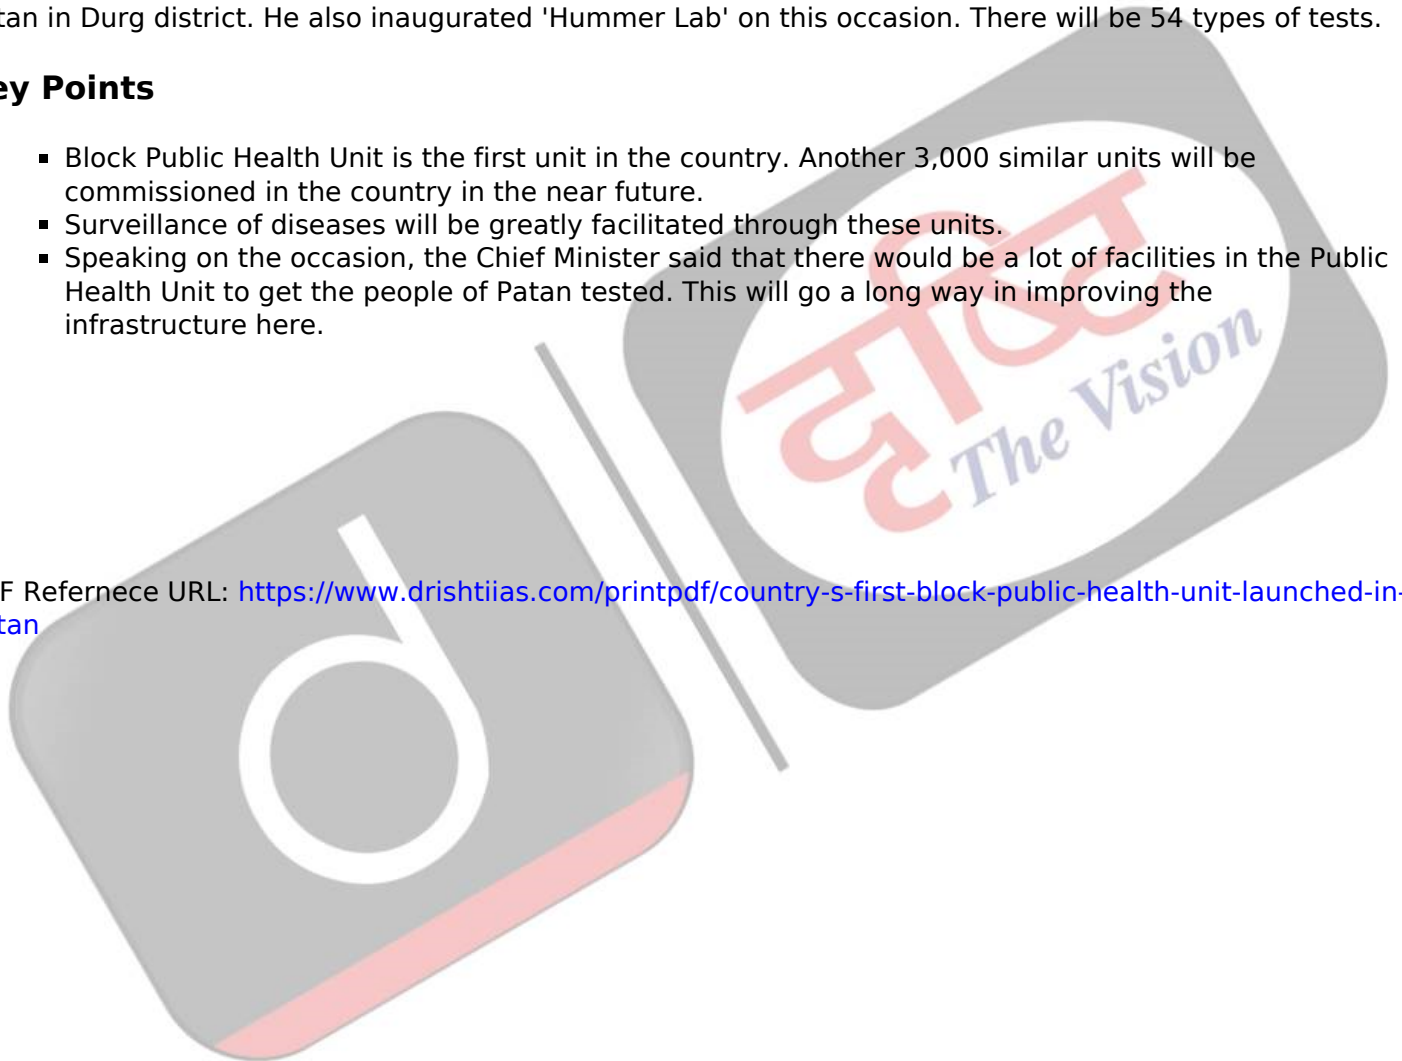 tan in Durg district. He also inaugurated 'Hummer Lab' on this occasion. There will be 54 types of tests.
ey Points
▪ Block Public Health Unit is the first unit in the country. Another 3,000 similar units will be
commissioned in the country in the near future.
▪ Surveillance of diseases will be greatly facilitated through these units.
▪ Speaking on the occasion, the Chief Minister said that there would be a lot of facilities in the Public
Health Unit to get the people of Patan tested. This will go a long way in improving the
infrastructure here.
दृष्टि
The Vision
F Refernece URL: https://www.drishtiias.com/printpdf/country-s-first-block-public-health-unit-launched-in-
tan
d